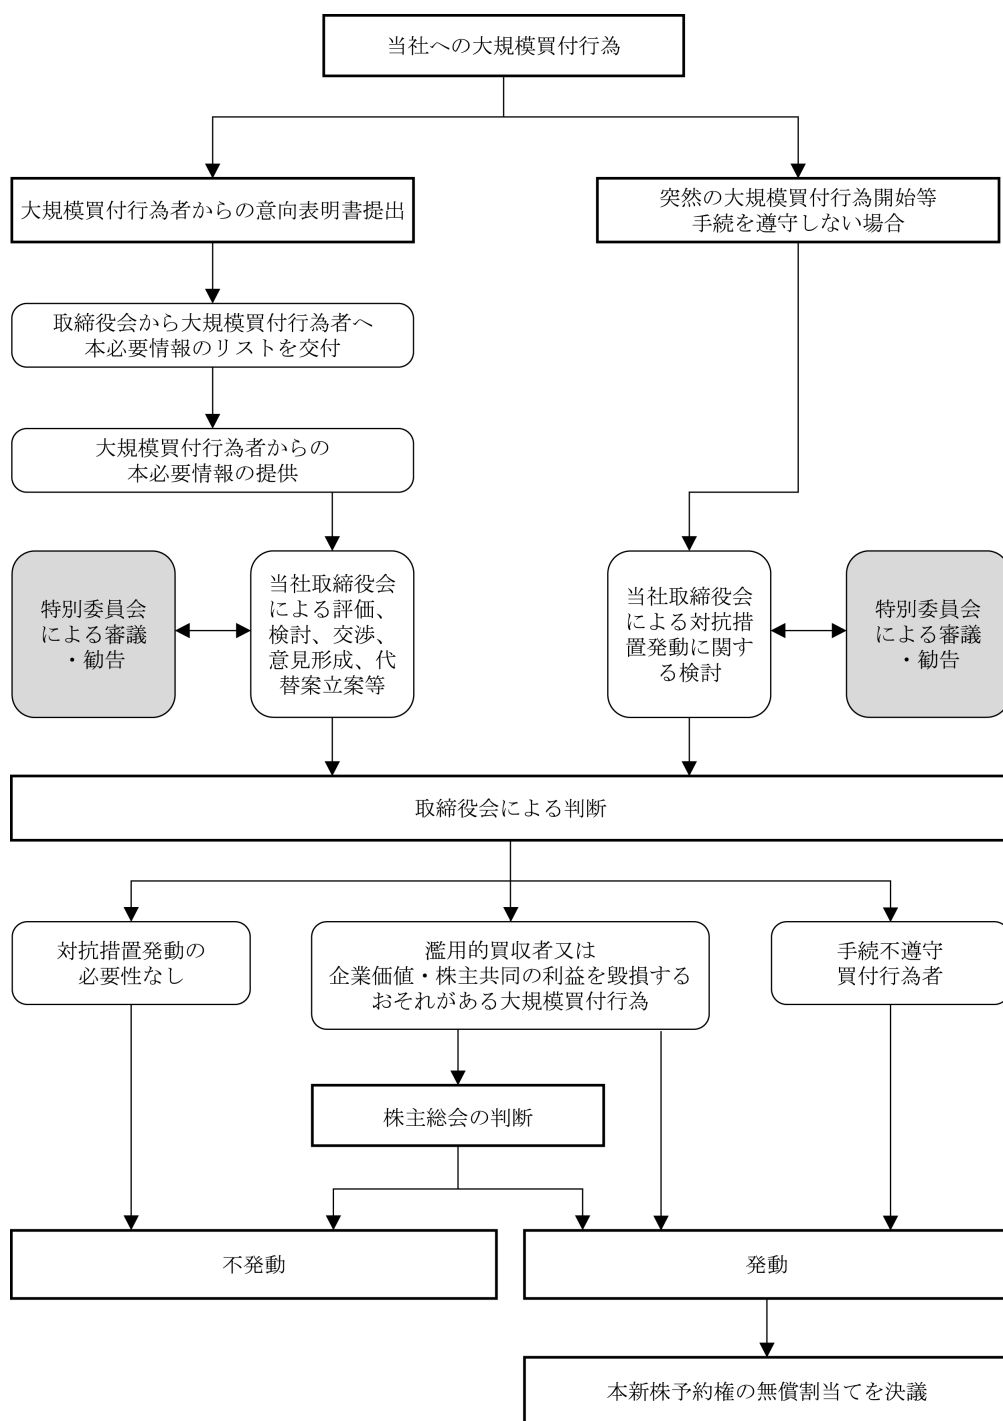 当社への大規模買付行為
大規模買付行為者からの意向表明書提出
突然の大規模買付行為開始等
手続を遵守しない場合
取締役会から大規模買付行為者へ
本必要情報のリストを交付
大規模買付行為者からの
本必要情報の提供
特別委員会
による審議
・勧告
当社取締役会
による評価、
検討、交渉、
意見形成、代
替案立案等
当社取締役会
による対抗措
置発動に関す
る検討
特別委員会
による審議
・勧告
取締役会による判断
対抗措置発動の
必要性なし
濫用的買収者又は
企業価値・株主共同の利益を毀損する
おそれがある大規模買付行為
手続不遵守
買付行為者
株主総会の判断
不発動
発動
本新株予約権の無償割当てを決議